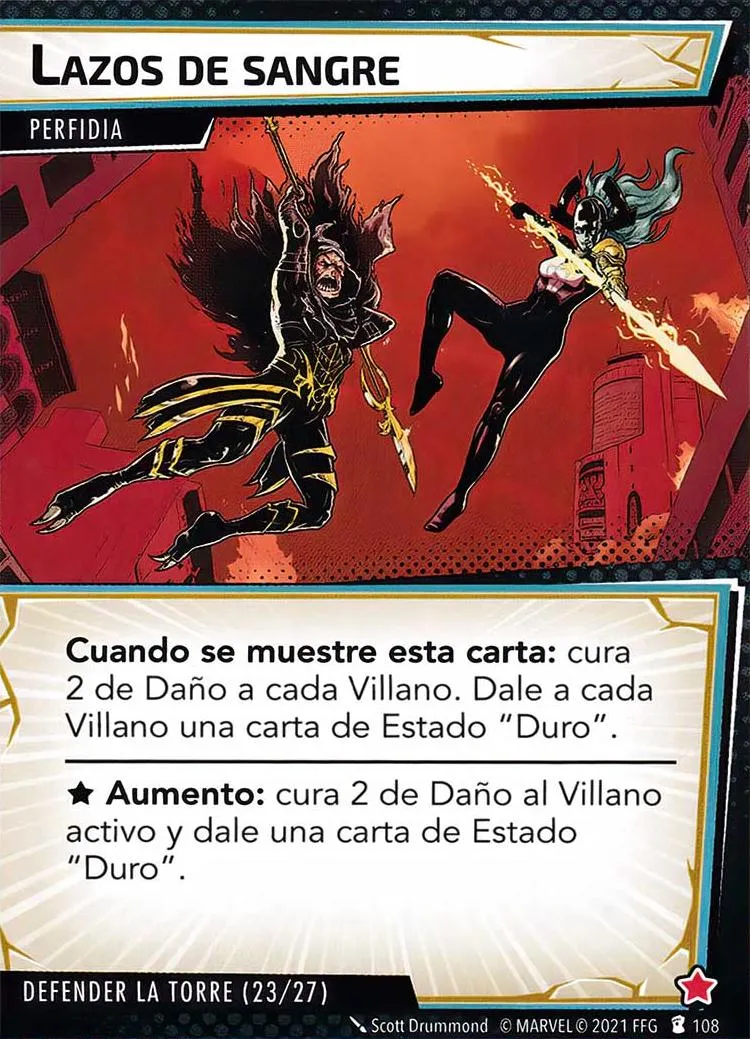 LAZOS DE SANGRE
PERFIDIA
Cuando se muestre esta carta: cura
2 de Daño a cada Villano. Dale a cada
Villano una carta de Estado “Duro”.
★ Aumento: cura 2 de Daño al Villano
activo y dale una carta de Estado
“Duro”.
DEFENDER LA TORRE (23/27)
Scott Drummond © MARVEL © 2021 FFG 108